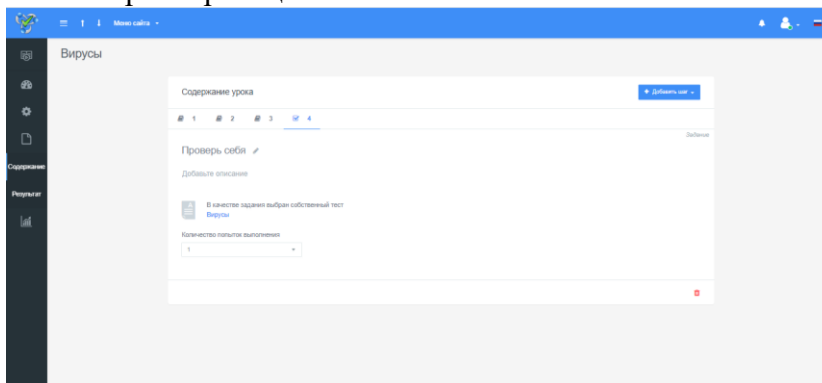 Меню сайта
Вирусы
Содержание урока
+ Добавить шаг
1 2 3 4
Задание
Проверь себя
Добавьте описание
Содержание
Результат
В качестве задания выбран собственный тест
Вирусы
Количество попыток выполнения
1